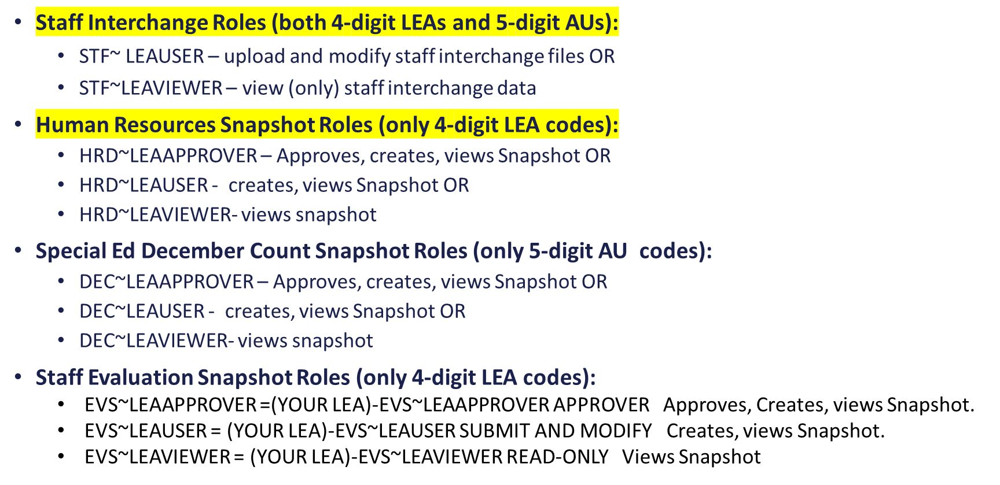 • Staff Interchange Roles (both 4-digit LEAs and 5-digit AUs):
• STF~ LEAUSER – upload and modify staff interchange files OR
• STF~LEAVIEWER – view (only) staff interchange data
• Human Resources Snapshot Roles (only 4-digit LEA codes):
• HRD~LEAAPPROVER – Approves, creates, views Snapshot OR
• HRD~LEAUSER -  creates, views Snapshot OR
• HRD~LEAVIEWER- views snapshot
• Special Ed December Count Snapshot Roles (only 5-digit AU  codes):
• DEC~LEAAPPROVER – Approves, creates, views Snapshot OR
• DEC~LEAUSER -  creates, views Snapshot OR
• DEC~LEAVIEWER- views snapshot
• Staff Evaluation Snapshot Roles (only 4-digit LEA codes):
• EVS~LEAAPPROVER =(YOUR LEA)-EVS~LEAAPPROVER APPROVER  Approves, Creates, views Snapshot.
• EVS~LEAUSER = (YOUR LEA)-EVS~LEAUSER SUBMIT AND MODIFY  Creates, views Snapshot.
• EVS~LEAVIEWER = (YOUR LEA)-EVS~LEAVIEWER READ-ONLY  Views Snapshot